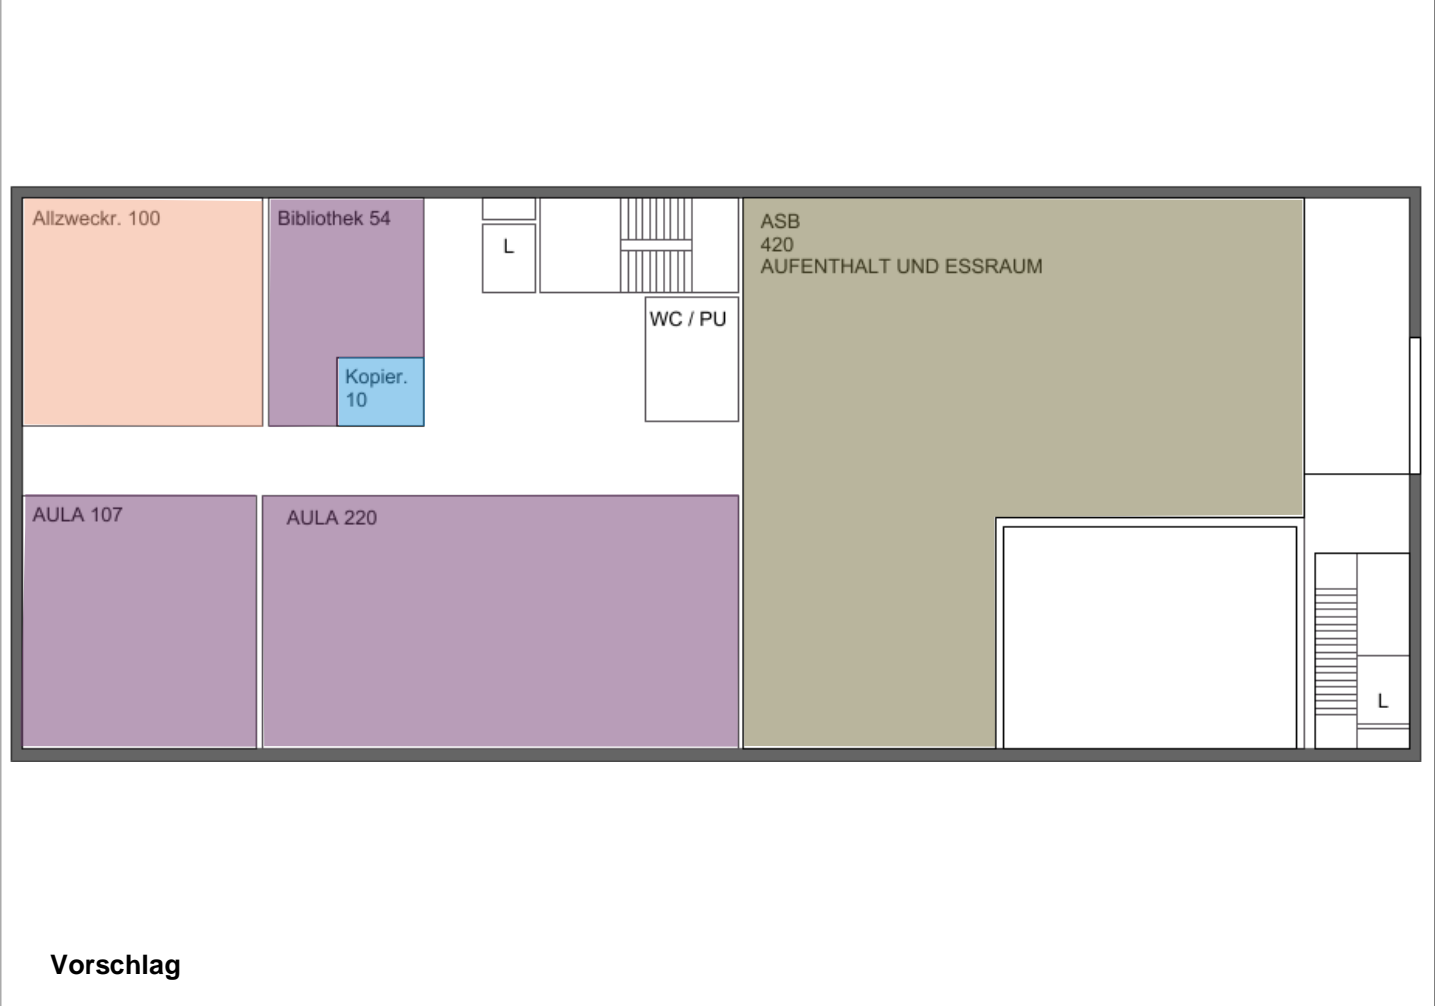 Allzweckr. 100
Bibliothek 54
L
WC / PU
Kopier.
10
ASB
420
AUFENTHALT UND ESSRAUM
AULA 107
AULA 220
L
Vorschlag